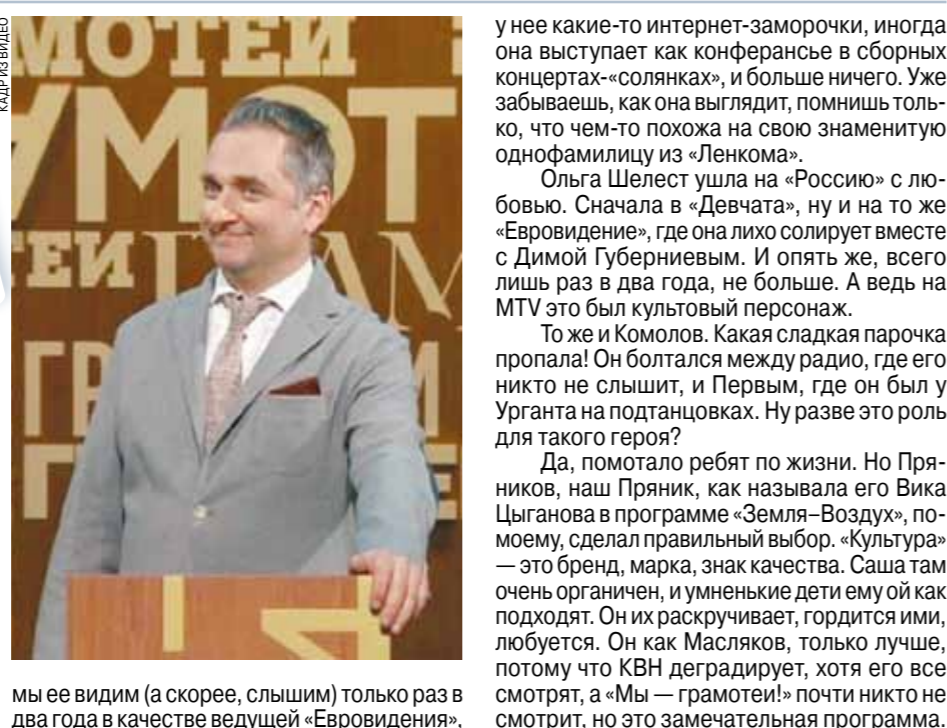 КАДР ИЗ ВИДЕО
МОТЕИ
УМОТ
ТЕИ ГРАМ
ГР М
мы ее видим (а скорее, слышим) только раз в
два года в качестве ведущей «Евровидения»,
у нее какие-то интернет-заморочки, иногда
она выступает как конферансье в сборных
концертах-«солянках», и больше ничего. Уже
забываешь, как она выглядит, помнишь толь-
ко, что чем-то похожа на свою знаменитую
однофамилицу из «Ленкома».
Ольга Шелест ушла на «Россию» с лю-
бовью. Сначала в «Девчата», ну и на то же
«Евровидение», где она лихо солирует вместе
с Димой Губерниевым. И опять же, всего
лишь раз в два года, не больше. А ведь на
MTV это был культовый персонаж.
То же и Комолов. Какая сладкая парочка
пропала! Он болтался между радио, где его
никто не слышит, и Первым, где он был у
Урганта на подтанцовках. Ну разве это роль
для такого героя?
Да, помотало ребят по жизни. Но Пря-
ников, наш Пряник, как называла его Вика
Цыганова в программе «Земля–Воздух», по-
моему, сделал правильный выбор. «Культура»
— это бренд, марка, знак качества. Саша там
очень органичен, и умненькие дети ему ой как
подходят. Он их раскручивает, гордится ими,
любуется. Он как Масляков, только лучше,
потому что КВН деградирует, хотя его все
смотрят, а «Мы — грамотеи!» почти никто не
смотрит, но это замечательная программа.